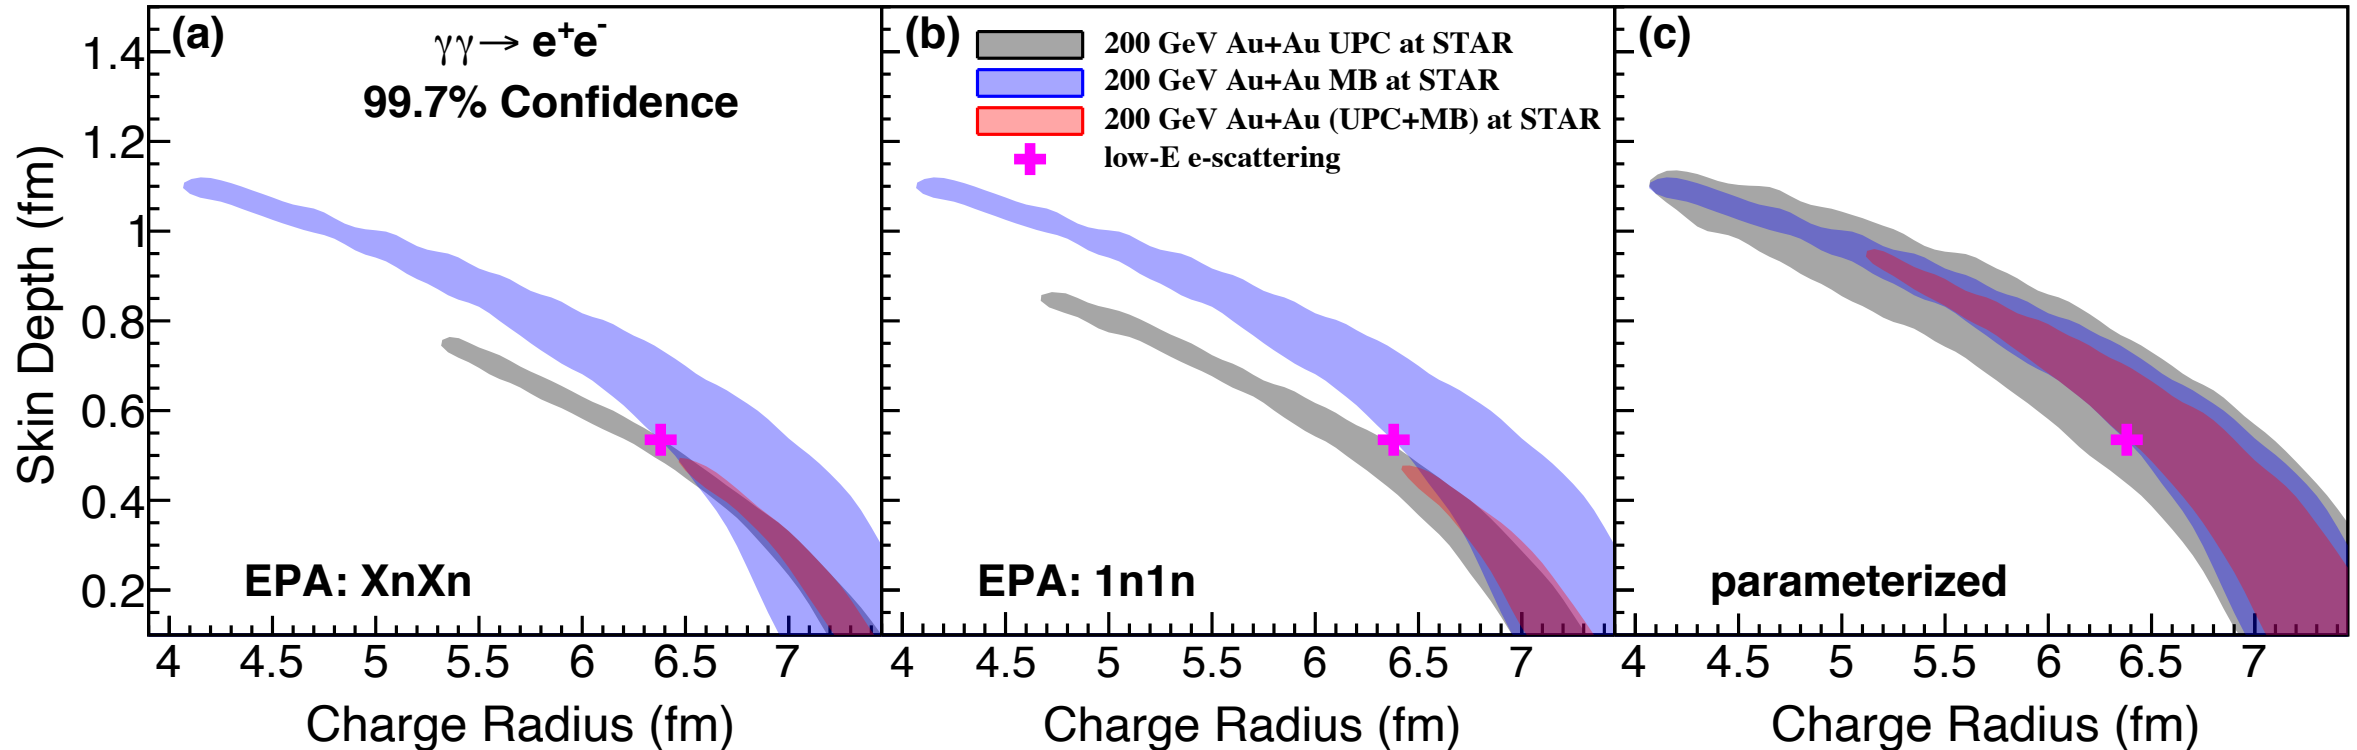 (a)
γγ→ e⁺e⁻
99.7% Confidence
EPA: XnXn
(b)
200 GeV Au+Au UPC at STAR
200 GeV Au+Au MB at STAR
200 GeV Au+Au (UPC+MB) at STAR
low-E e-scattering
EPA: 1n1n
(c)
parameterized
Skin Depth (fm)
1.4
1.2
1
0.8
0.6
0.4
0.2
4 4.5 5 5.5 6 6.5 7
4 4.5 5 5.5 6 6.5 7
4 4.5 5 5.5 6 6.5 7
Charge Radius (fm)
Charge Radius (fm)
Charge Radius (fm)